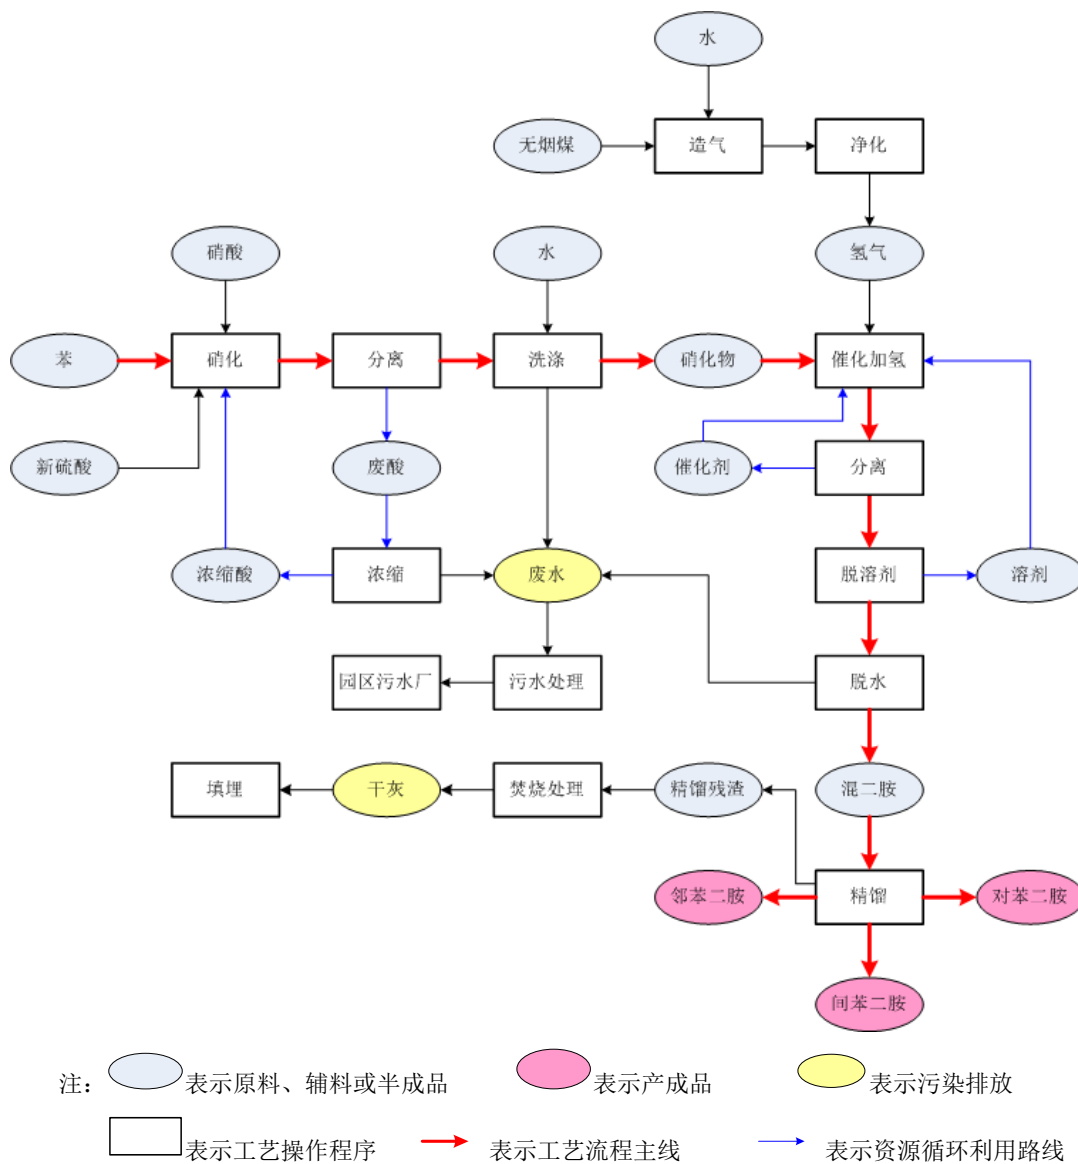 水
无烟煤
造气
净化
硝酸
水
氢气
苯
硝化
分离
洗涤
硝化物
催化加氢
新硫酸
废酸
催化剂
分离
浓缩酸
浓缩
废水
脱溶剂
溶剂
园区污水厂
污水处理
脱水
填埋
干灰
焚烧处理
精馏残渣
混二胺
邻苯二胺
精馏
对苯二胺
间苯二胺
注：
表示原料、辅料或半成品
表示产成品
表示污染排放
表示工艺操作程序
表示工艺流程主线
表示资源循环利用路线